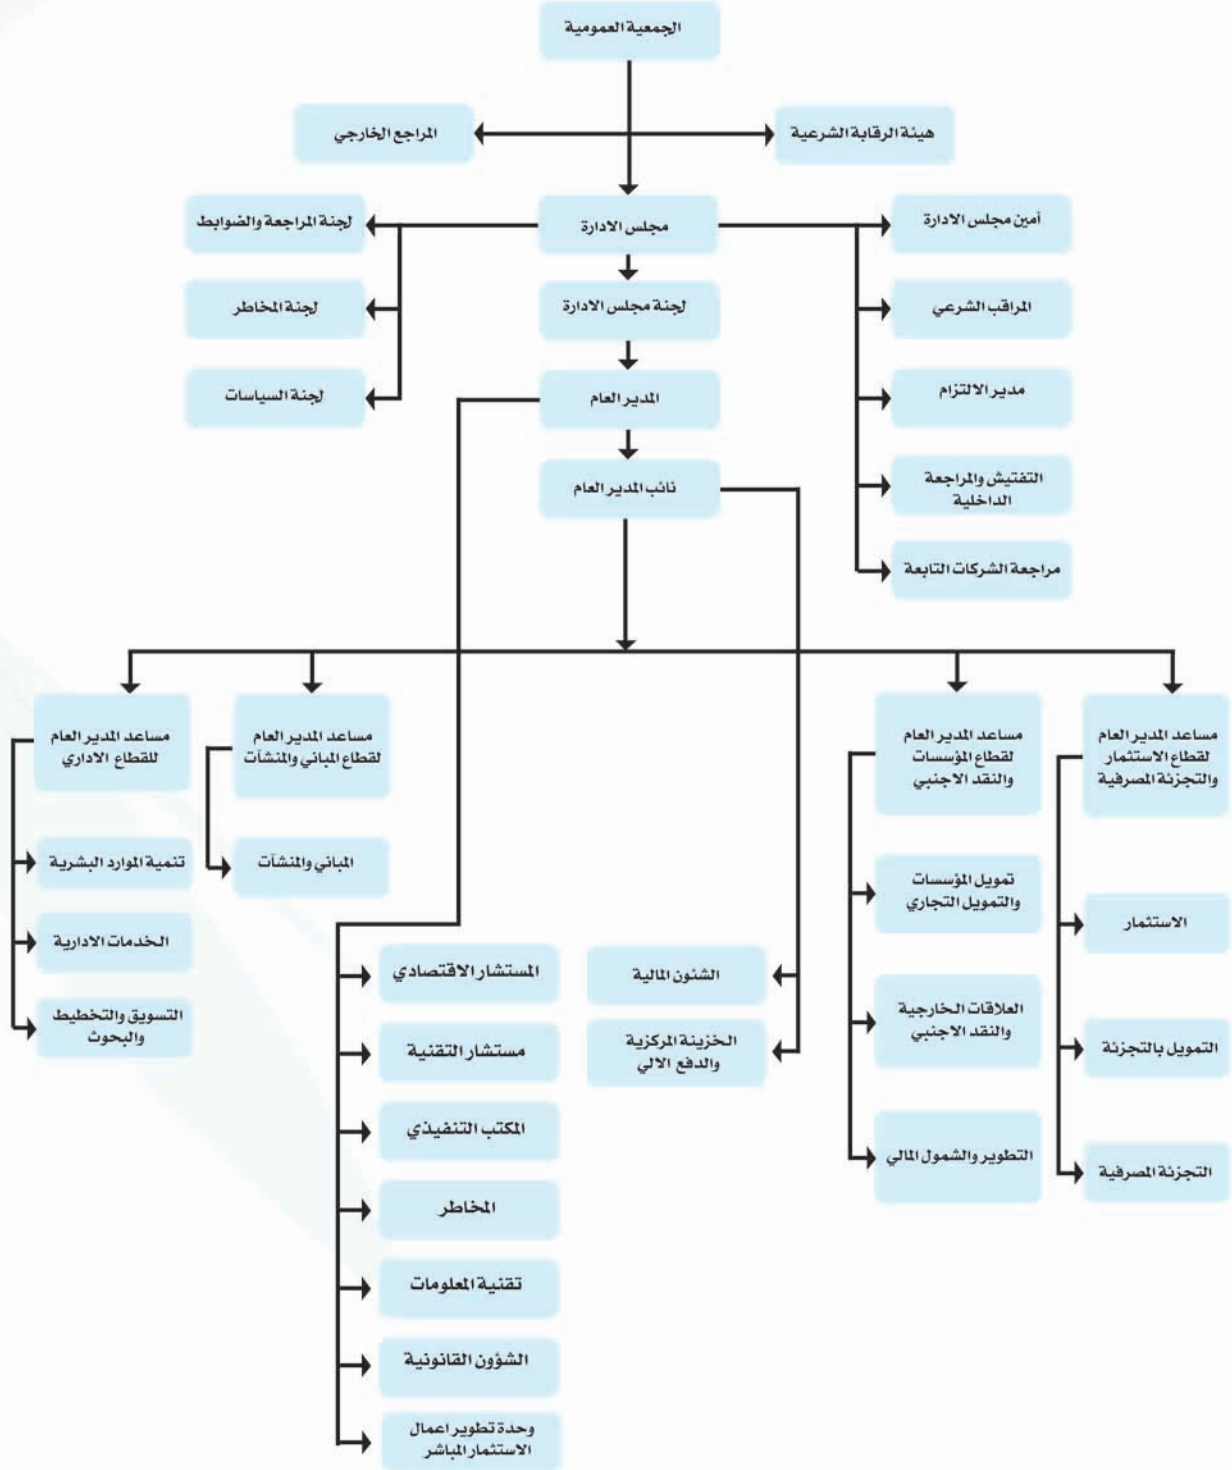 الجمعية العمومية
هيئة الرقابة الشرعية
المراجع الخارجي
أمين مجلس الادارة
مجلس الادارة
لجنة المراجعة والضوابط
المراقب الشرعي
لجنة مجلس الادارة
لجنة المخاطر
مدير الالتزام
المدير العام
لجنة السياسات
التفتيش والمراجعة
الداخلية
نائب المدير العام
مراجعة الشركات التابعة
مساعد المدير العام
لقطاع الاستثمار
والتجزئة المصرفية
مساعد المدير العام
لقطاع المؤسسات
والنقد الاجنبي
مساعد المدير العام
لقطاع المباني والمنشآت
مساعد المدير العام
للقطاع الاداري
الاستثمار
التمويل بالتجزئة
التجزئة المصرفية
تمويل المؤسسات
والتمويل التجاري
العلاقات الخارجية
والنقد الاجنبي
التطوير والشمول المالي
الشئون المالية
الخزينة المركزية
والدفع الالي
المستشار الاقتصادي
مستشار التقنية
المكتب التنفيذي
المخاطر
تقنية المعلومات
الشؤون القانونية
وحدة تطوير اعمال
الاستثمار المباشر
المباني والمنشآت
تنمية الموارد البشرية
الخدمات الادارية
التسويق والتخطيط
والبحوث